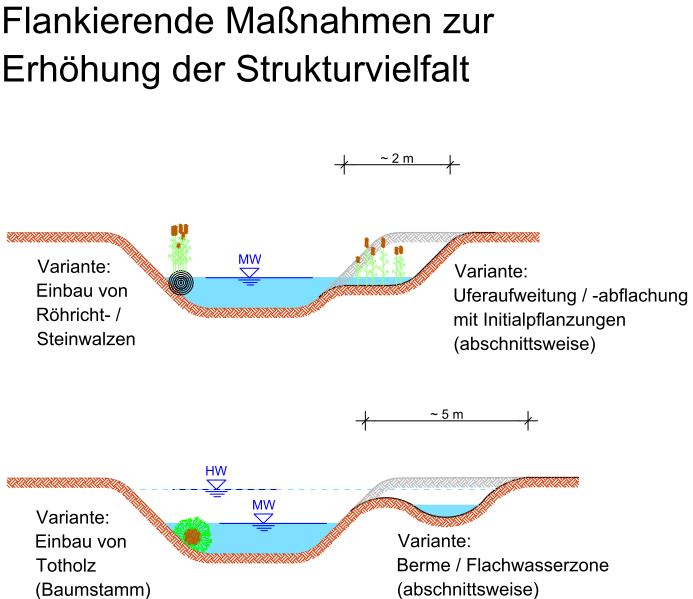 Flankierende Maßnahmen zur
Erhöhung der Strukturvielfalt
~ 2 m
MW
Variante:
Einbau von
Röhricht- /
Steinwalzen
Variante:
Uferaufweitung / -abflachung
mit Initialpflanzungen
(abschnittsweise)
~ 5 m
HW
MW
Variante:
Einbau von
Totholz
(Baumstamm)
Variante:
Berme / Flachwasserzone
(abschnittsweise)